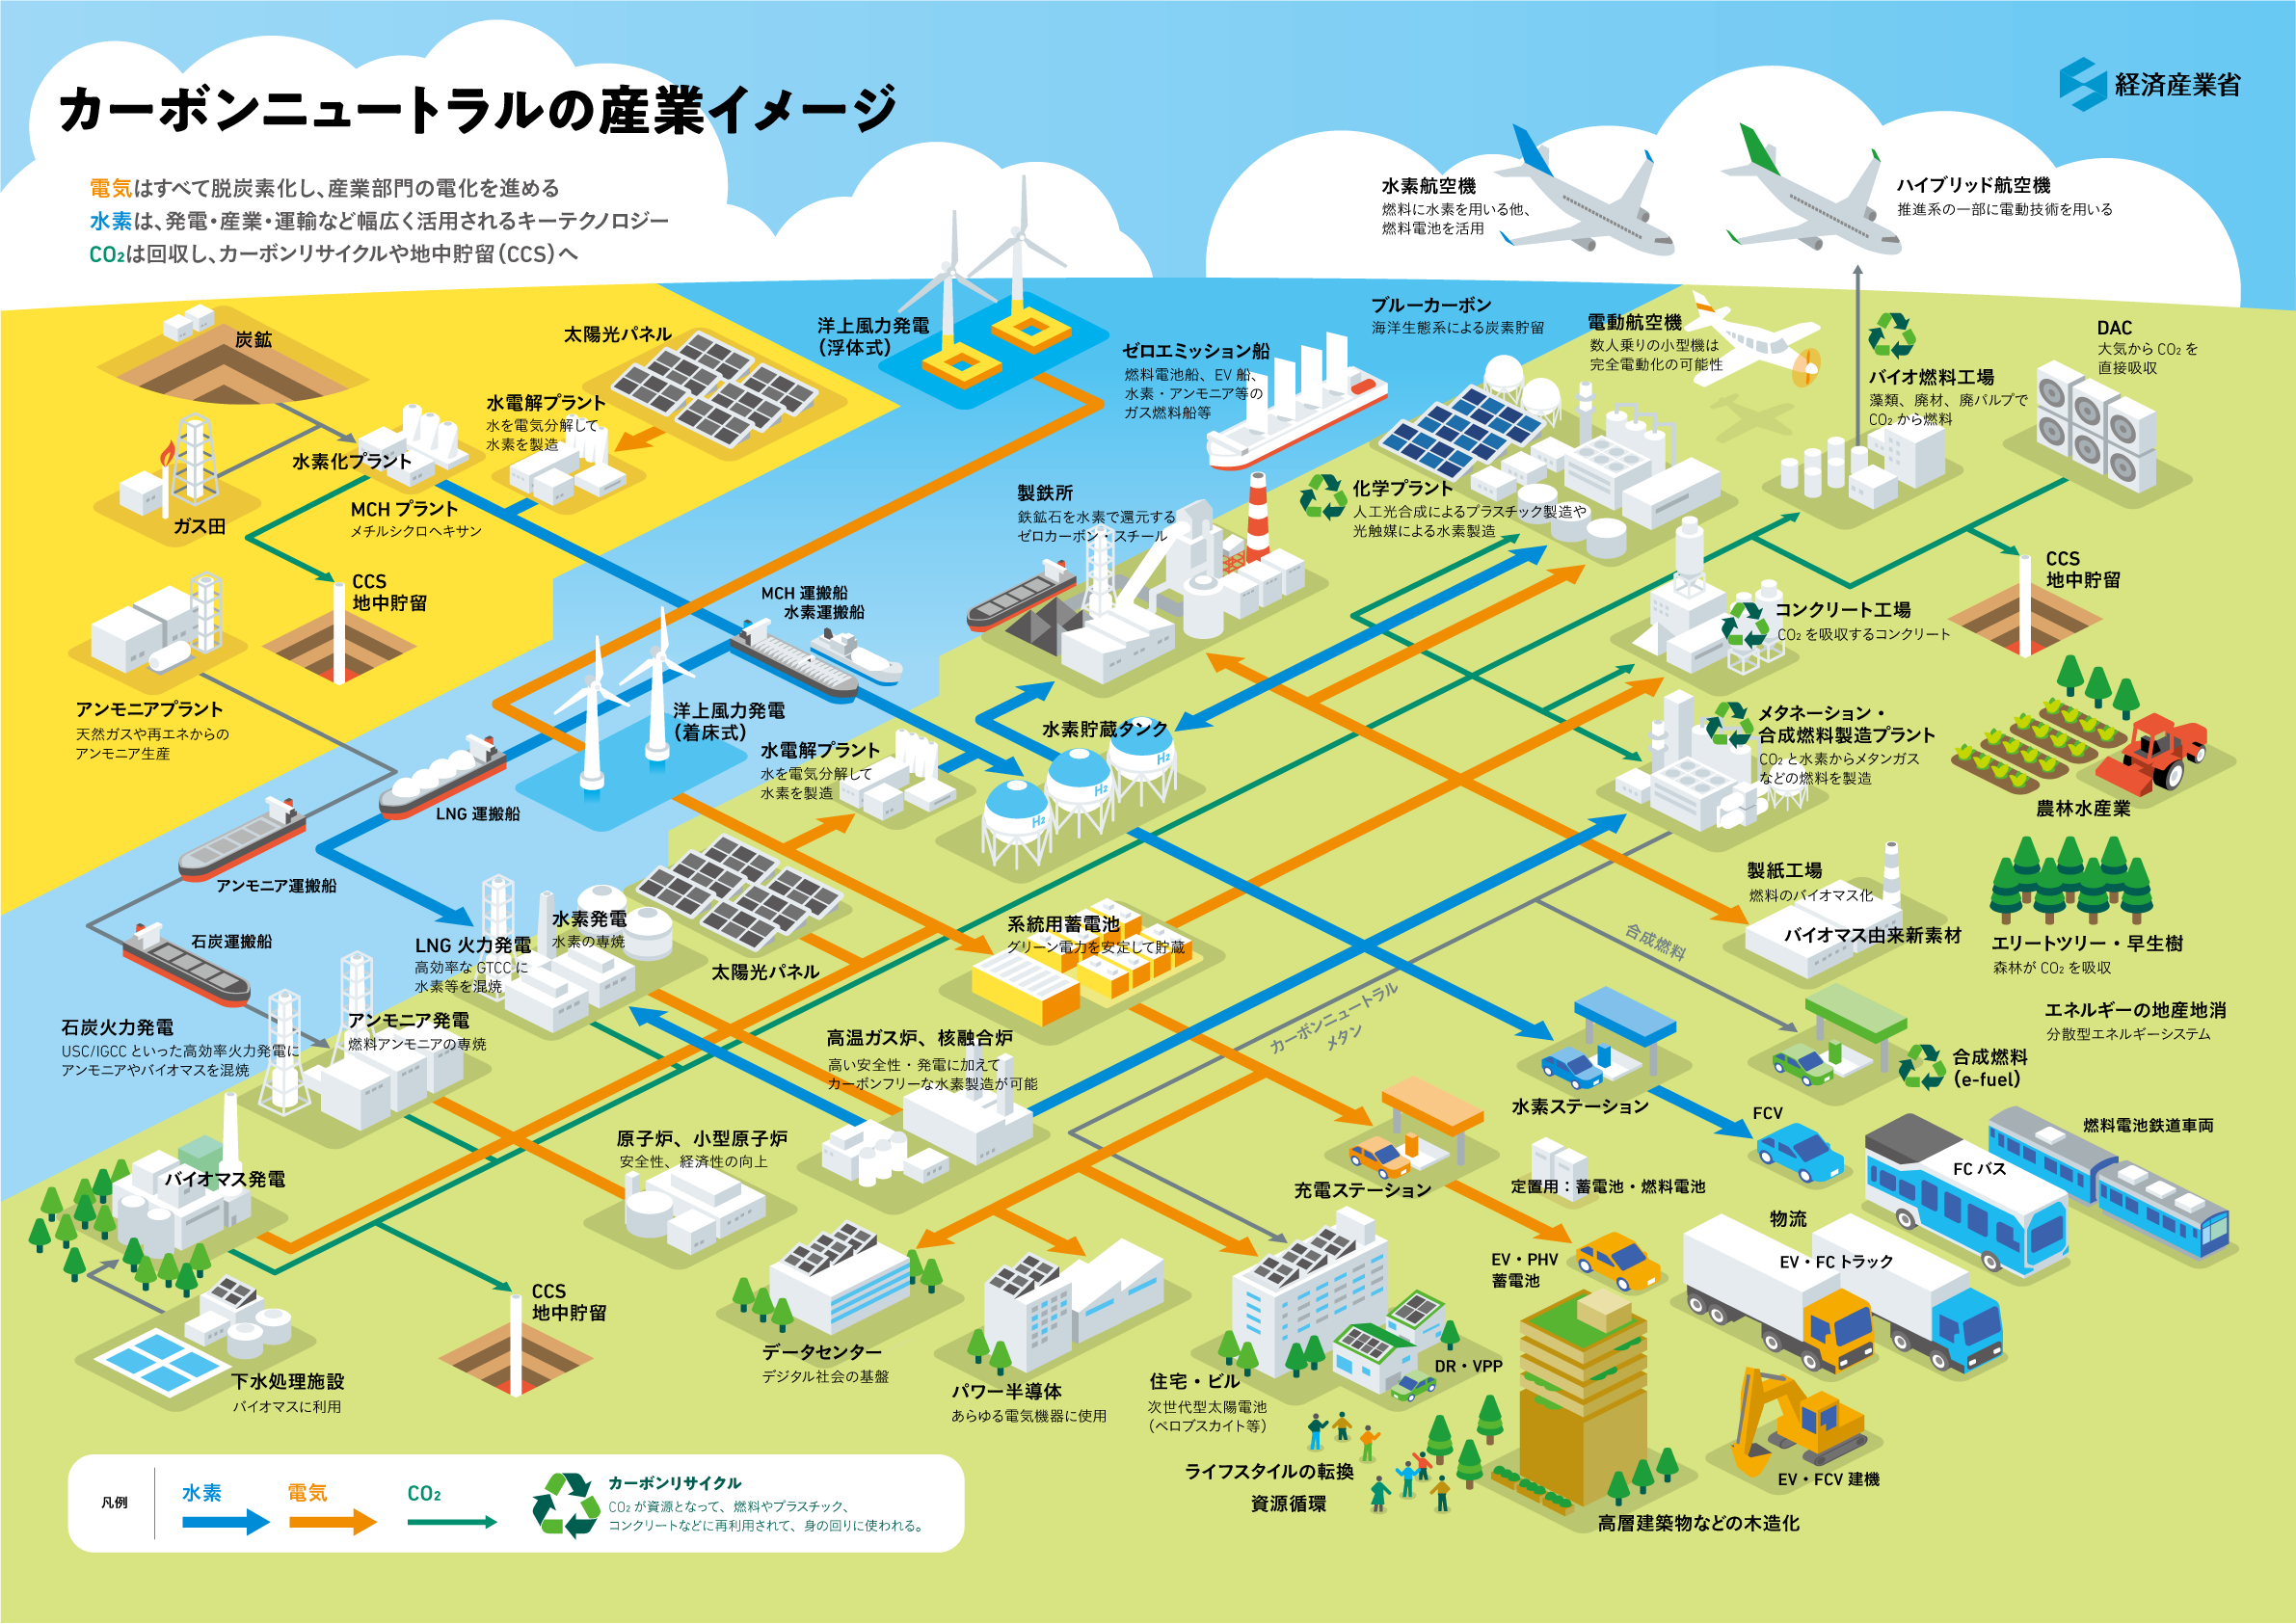 カーボンニュートラルの産業イメージ
経済産業省
電気はすべて脱炭素化し、産業部門の電化を進める
水素は、発電・産業・運輸など幅広く活用されるキーテクノロジー
CO₂は回収し、カーボンリサイクルや地中貯留（CCS）へ
水素航空機
燃料に水素を用いる他、
燃料電池を活用
ハイブリッド航空機
推進系の一部に電動技術を用いる
炭鉱
太陽光パネル
洋上風力発電
（浮体式）
ゼロエミッション船
燃料電池船、EV 船、
水素・アンモニア等の
ガス燃料船等
ブルーカーボン
海洋生態系による炭素貯留
電動航空機
数人乗りの小型機は
完全電動化の可能性
バイオ燃料工場
藻類、廃材、廃パルプで
CO₂ から燃料
DAC
大気から CO₂ を
直接吸収
水電解プラント
水を電気分解して
水素を製造
水素化プラント
MCH プラント
メチルシクロヘキサン
ガス田
CCS
地中貯留
製鉄所
鉄鉱石を水素で還元する
ゼロカーボン・スチール
化学プラント
人工光合成によるプラスチック製造や
光触媒による水素製造
CCS
地中貯留
MCH 運搬船
水素運搬船
コンクリート工場
CO₂ を吸収するコンクリート
アンモニアプラント
天然ガスや再エネからの
アンモニア生産
洋上風力発電
（着床式）
水電解プラント
水を電気分解して
水素を製造
水素貯蔵タンク
H₂
H₂
H₂
メタネーション・
合成燃料製造プラント
CO₂ と水素からメタンガス
などの燃料を製造
農林水産業
LNG 運搬船
アンモニア運搬船
石炭運搬船
LNG 火力発電
高効率な GTCC に
水素等を混焼
水素発電
水素の専焼
太陽光パネル
系統用蓄電池
グリーン電力を安定して貯蔵
製紙工場
燃料のバイオマス化
バイオマス由来新素材
エリートツリー・早生樹
森林が CO₂ を吸収
合成燃料
カーボンニュートラル
メタン
石炭火力発電
USC/IGCC といった高効率火力発電に
アンモニアやバイオマスを混焼
アンモニア発電
燃料アンモニアの専焼
高温ガス炉、核融合炉
高い安全性・発電に加えて
カーボンフリーな水素製造が可能
エネルギーの地産地消
分散型エネルギーシステム
合成燃料
（e-fuel）
水素ステーション
FCV
燃料電池鉄道車両
FC バス
原子炉、小型原子炉
安全性、経済性の向上
バイオマス発電
充電ステーション
定置用：蓄電池・燃料電池
物流
EV・FC トラック
EV・PHV
蓄電池
CCS
地中貯留
下水処理施設
バイオマスに利用
データセンター
デジタル社会の基盤
パワー半導体
あらゆる電気機器に使用
住宅・ビル
次世代型太陽電池
（ペロブスカイト等）
DR・VPP
ライフスタイルの転換
資源循環
高層建築物などの木造化
EV・FCV 建機
凡例
水素
電気
CO₂
カーボンリサイクル
CO₂ が資源となって、燃料やプラスチック、
コンクリートなどに再利用されて、身の回りに使われる。